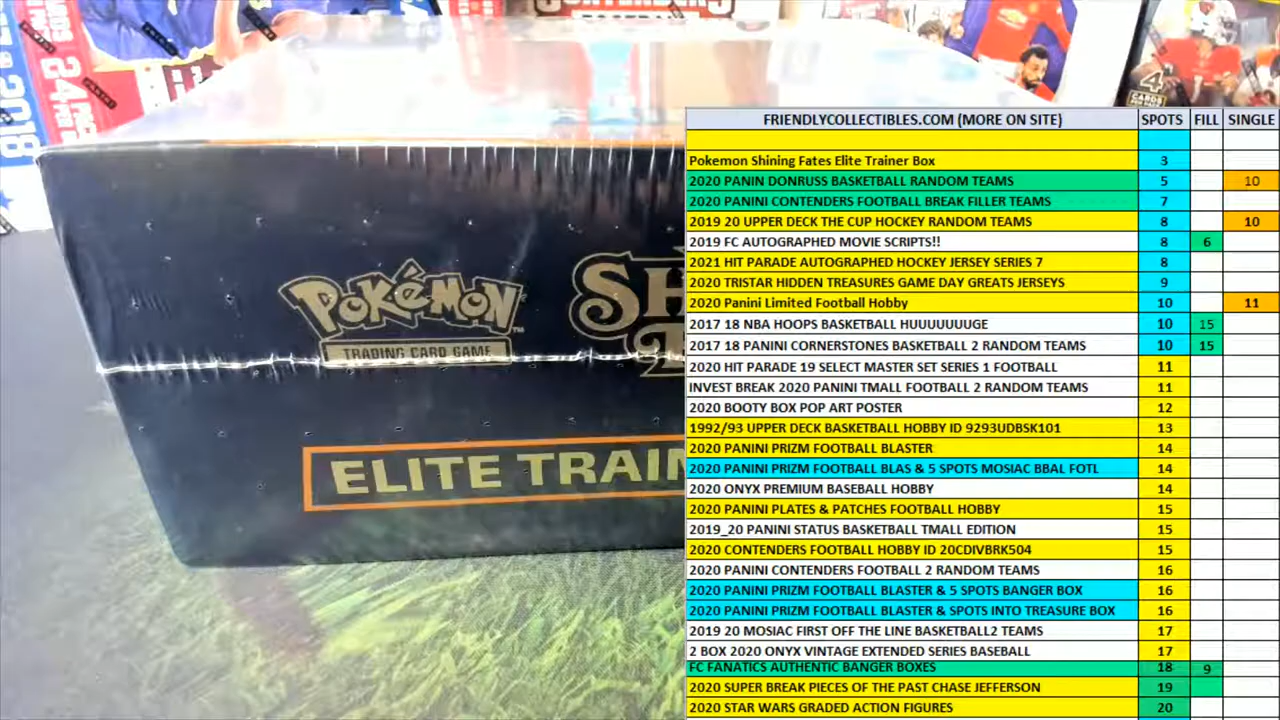 2018
24
4
CARDS
FRIENDLYCOLLECTIBLES.COM (MORE ON SITE) SPOTS FILL SINGLE
Pokemon Shining Fates Elite Trainer Box 3
2020 PANIN DONRUSS BASKETBALL RANDOM TEAMS 5 10
2020 PANINI CONTENDERS FOOTBALL BREAK FILLER TEAMS 7
2019 20 UPPER DECK THE CUP HOCKEY RANDOM TEAMS 8 10
2019 FC AUTOGRAPHED MOVIE SCRIPTS!! 8 6
2021 HIT PARADE AUTOGRAPHED HOCKEY JERSEY SERIES 7 8
2020 TRISTAR HIDDEN TREASURES GAME DAY GREATS JERSEYS 9
2020 Panini Limited Football Hobby 10 11
2017 18 NBA HOOPS BASKETBALL HUUUUUUUGE 10 15
2017 18 PANINI CORNERSTONES BASKETBALL 2 RANDOM TEAMS 10 15
2020 HIT PARADE 19 SELECT MASTER SET SERIES 1 FOOTBALL 11
INVEST BREAK 2020 PANINI TMALL FOOTBALL 2 RANDOM TEAMS 11
2020 BOOTY BOX POP ART POSTER 12
1992/93 UPPER DECK BASKETBALL HOBBY ID 9293UDBSK101 13
2020 PANINI PRIZM FOOTBALL BLASTER 14
2020 PANINI PRIZM FOOTBALL BLAS & 5 SPOTS MOSIAC BBAL FOTL 14
2020 ONYX PREMIUM BASEBALL HOBBY 14
2020 PANINI PLATES & PATCHES FOOTBALL HOBBY 15
2019_20 PANINI STATUS BASKETBALL TMALL EDITION 15
2020 CONTENDERS FOOTBALL HOBBY ID 20CDIVBRK504 15
2020 PANINI CONTENDERS FOOTBALL 2 RANDOM TEAMS 16
2020 PANINI PRIZM FOOTBALL BLASTER & 5 SPOTS BANGER BOX 16
2020 PANINI PRIZM FOOTBALL BLASTER & SPOTS INTO TREASURE BOX 16
2019 20 MOSIAC FIRST OFF THE LINE BASKETBALL2 TEAMS 17
2 BOX 2020 ONYX VINTAGE EXTENDED SERIES BASEBALL 17
FC FANATICS AUTHENTIC BANGER BOXES 18 9
2020 SUPER BREAK PIECES OF THE PAST CHASE JEFFERSON 19
2020 STAR WARS GRADED ACTION FIGURES 20
POKéMON
TRADING CARD GAME
SH
ELITE TRAIN